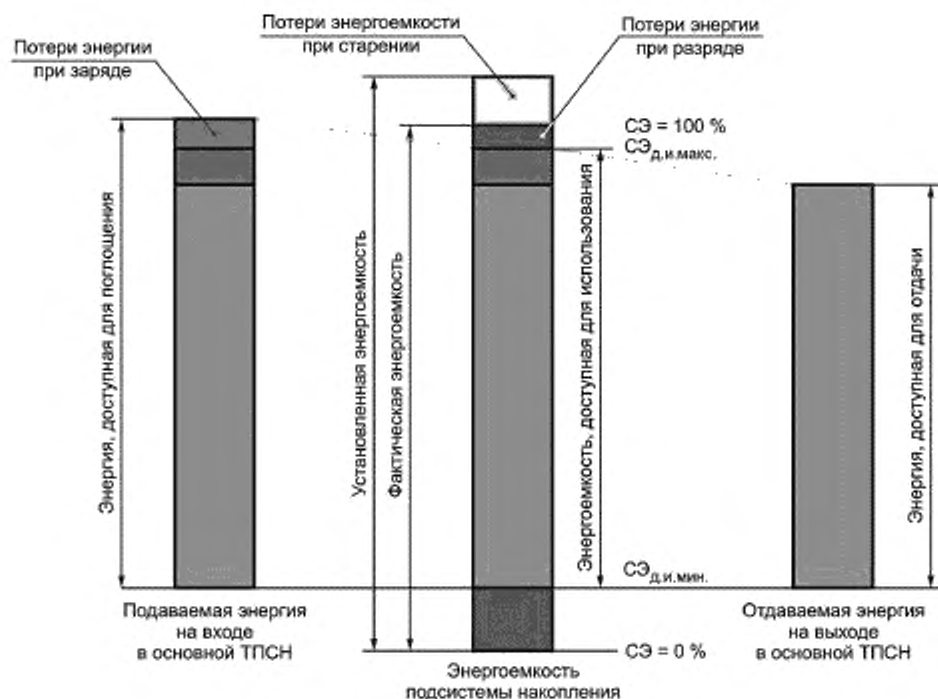 Потери энергоемкости
при старении
Потери энергии
при заряде
Потери энергии
при разряде
СЭ = 100 %
СЭд.и.макс.
Энергия, доступная для поглощения
Установленная энергоемкость
Фактическая энергоемкость
Энергоемкость, доступная для использования
Энергия, доступная для отдачи
СЭд.и.мин.
Подаваемая энергия
на входе
в основной ТПСН
СЭ = 0 %
Энергоемкость
подсистемы накопления
Отдаваемая энергия
на выходе
в основной ТПСН